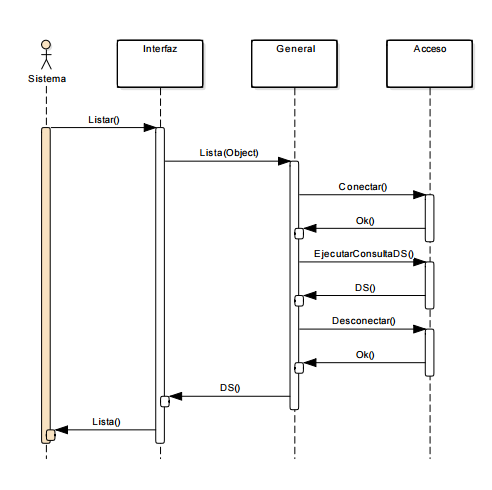 Interfaz
General
Acceso
Sistema
Listar()
Lista(Object)
Conectar()
Ok()
EjecutarConsultaDS()
DS()
Desconectar()
Ok()
DS()
Lista()